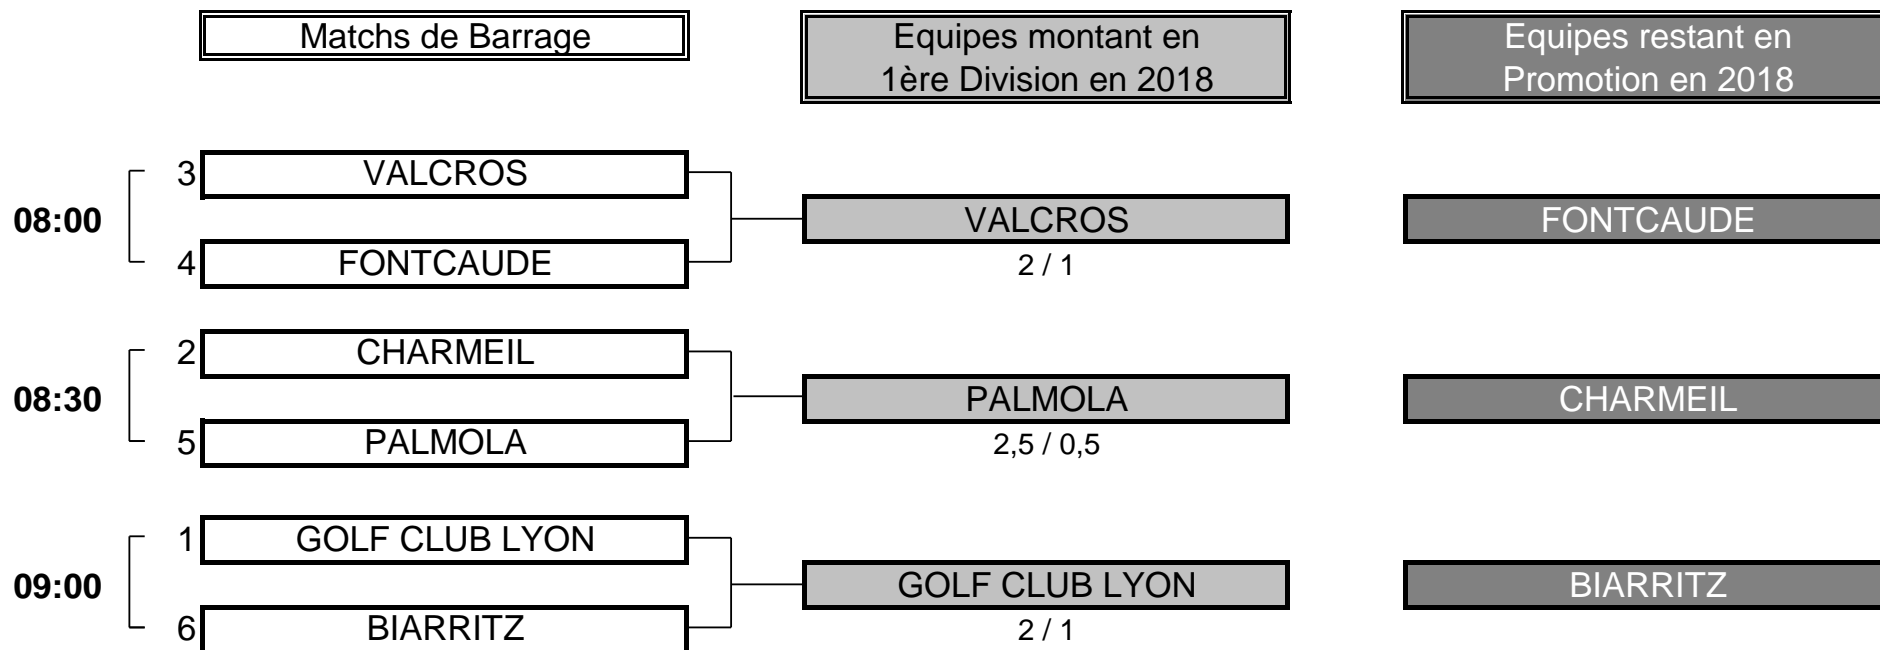 Matchs de Barrage
Equipes montant en
1ère Division en 2018
Equipes restant en
Promotion en 2018
3 VALCROS
08:00 VALCROS FONTCAUDE
4 FONTCAUDE 2 / 1
2 CHARMEIL
08:30 PALMOLA CHARMEIL
5 PALMOLA 2,5 / 0,5
1 GOLF CLUB LYON
09:00 GOLF CLUB LYON BIARRITZ
6 BIARRITZ 2 / 1